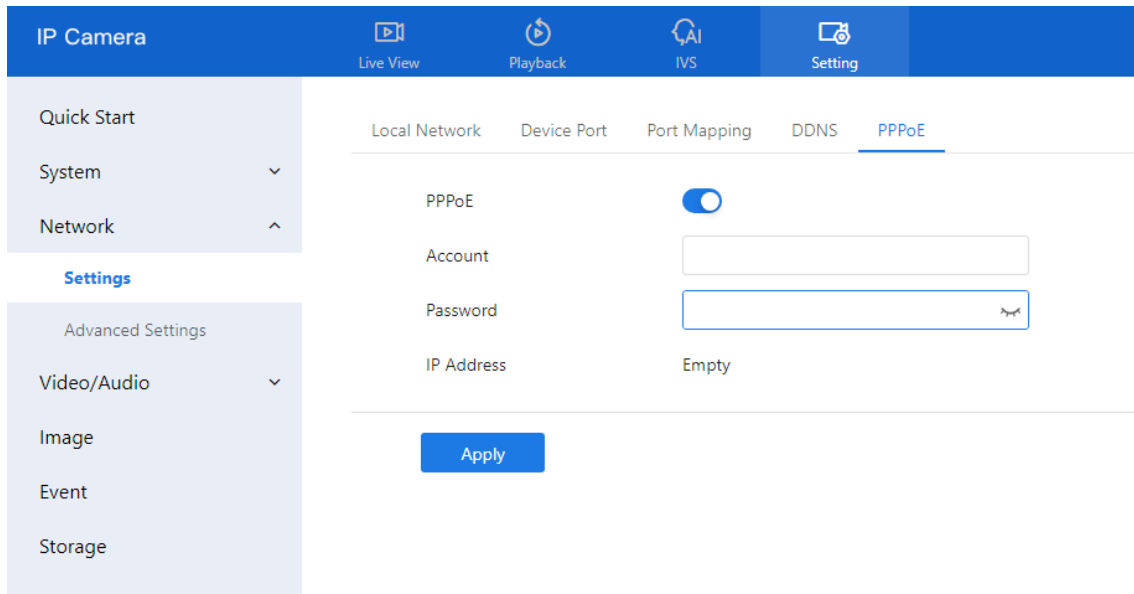 IP Camera
Live View
Playback
AI
IVS
Setting
Quick Start
System
Network
Settings
Advanced Settings
Video/Audio
Image
Event
Storage
Local Network Device Port Port Mapping DDNS PPPoE
PPPoE
Account
Password
IP Address Empty
Apply